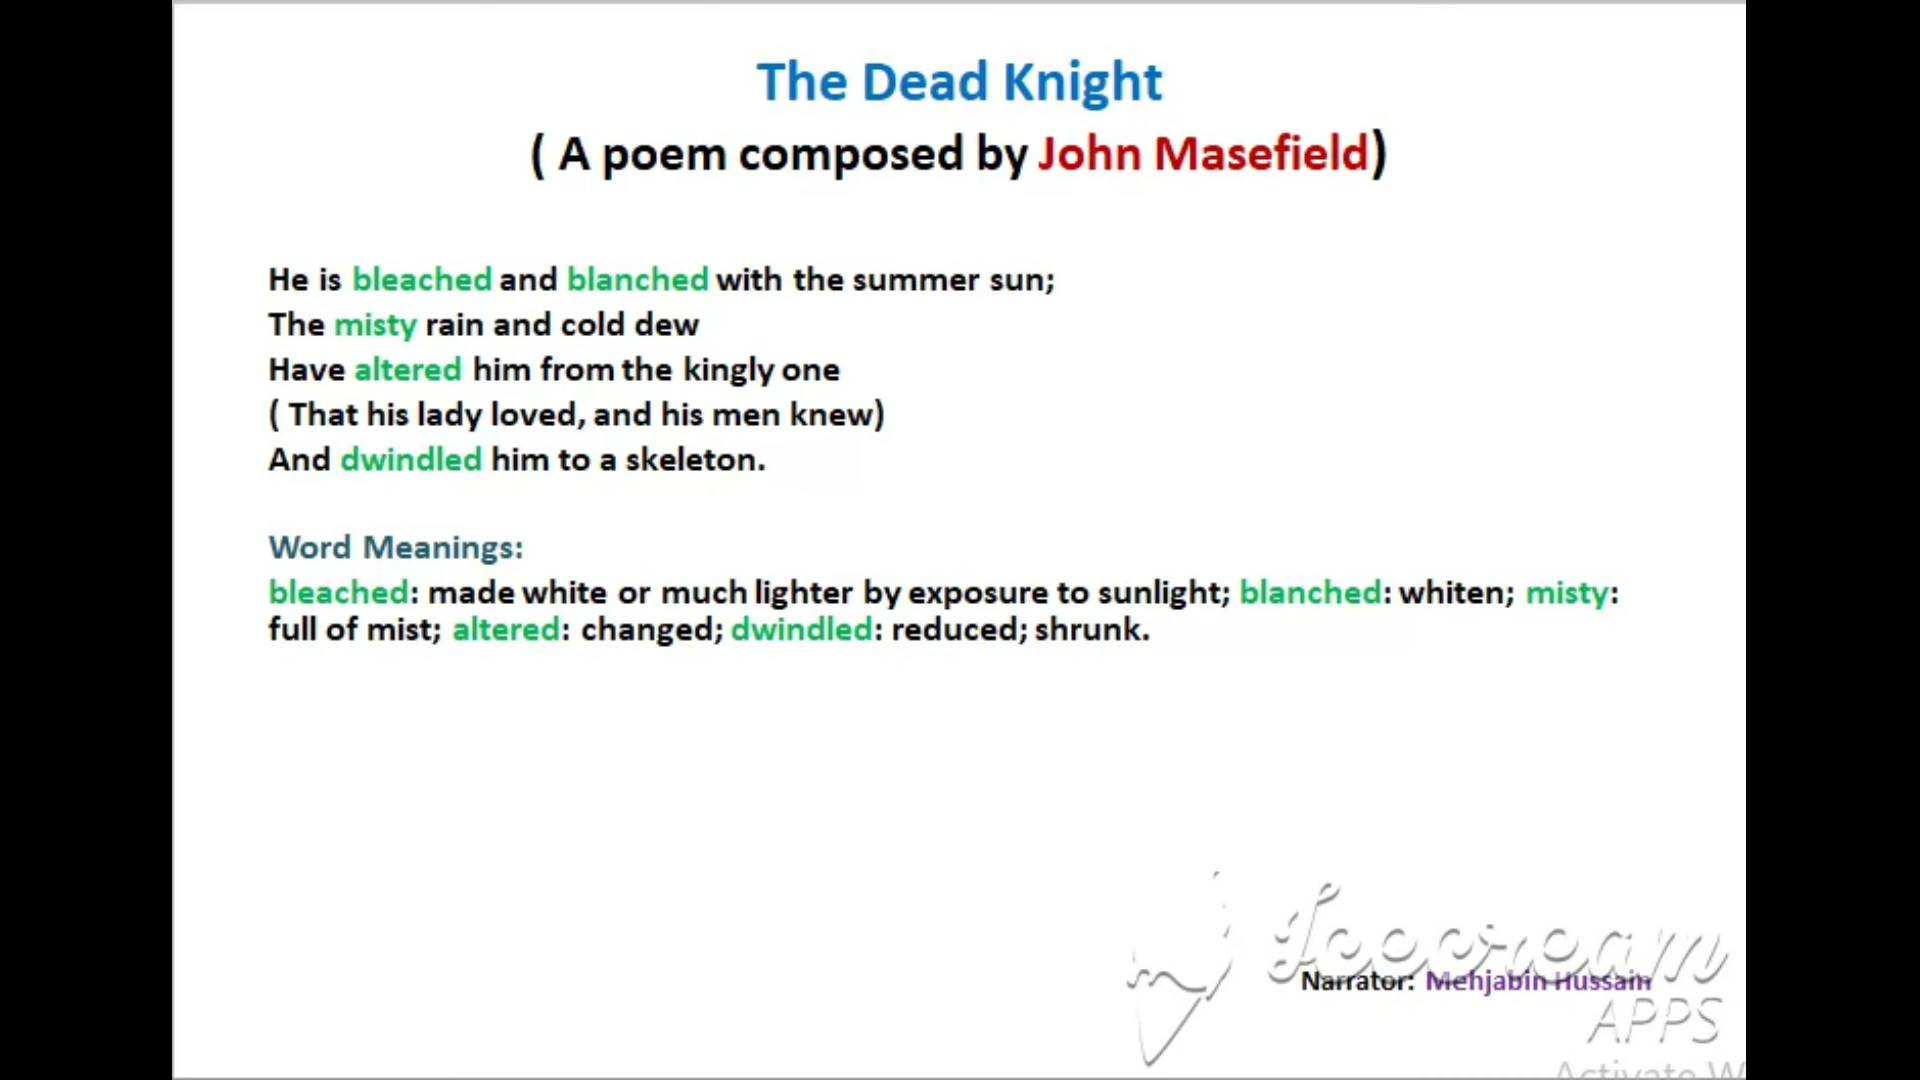 The Dead Knight
( A poem composed by John Masefield)
He is bleached and blanched with the summer sun;
The misty rain and cold dew
Have altered him from the kingly one
( That his lady loved, and his men knew)
And dwindled him to a skeleton.
Word Meanings:
bleached: made white or much lighter by exposure to sunlight; blanched: whiten; misty:
full of mist; altered: changed; dwindled: reduced; shrunk.
Icecream
Narrator: Mehjabin Hussain
APPS
Activate W